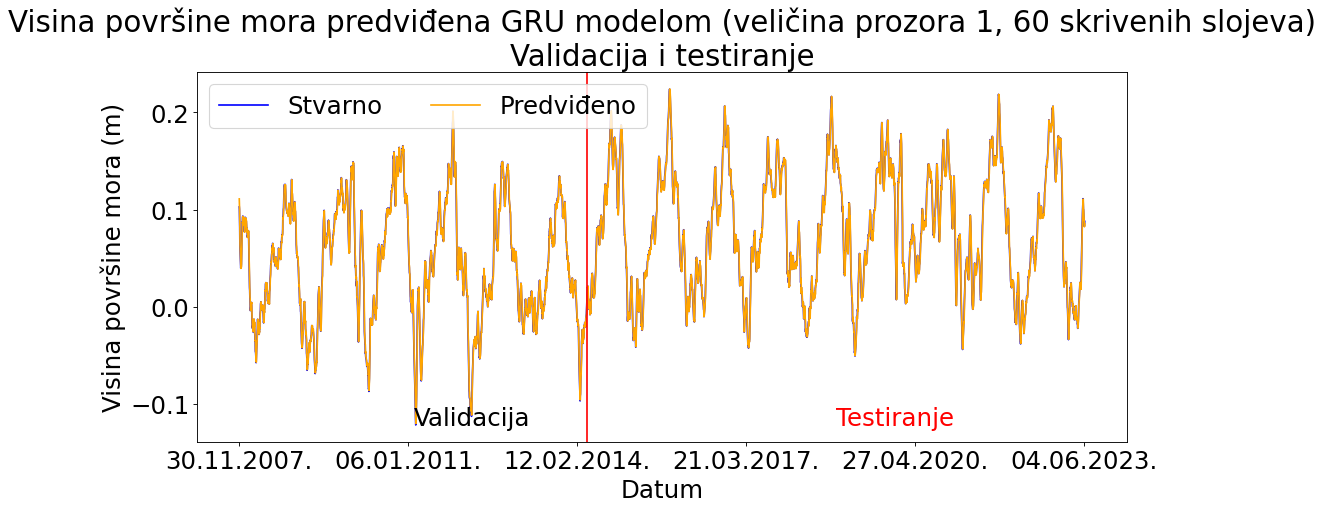 Visina površine mora predviđena GRU modelom (veličina prozora 1, 60 skrivenih slojeva)
Validacija i testiranje
Stvarno
Predviđeno
Visina površine mora (m)
0.2
0.1
0.0
−0.1
Validacija
Testiranje
30.11.2007.
06.01.2011.
12.02.2014.
21.03.2017.
27.04.2020.
04.06.2023.
Datum